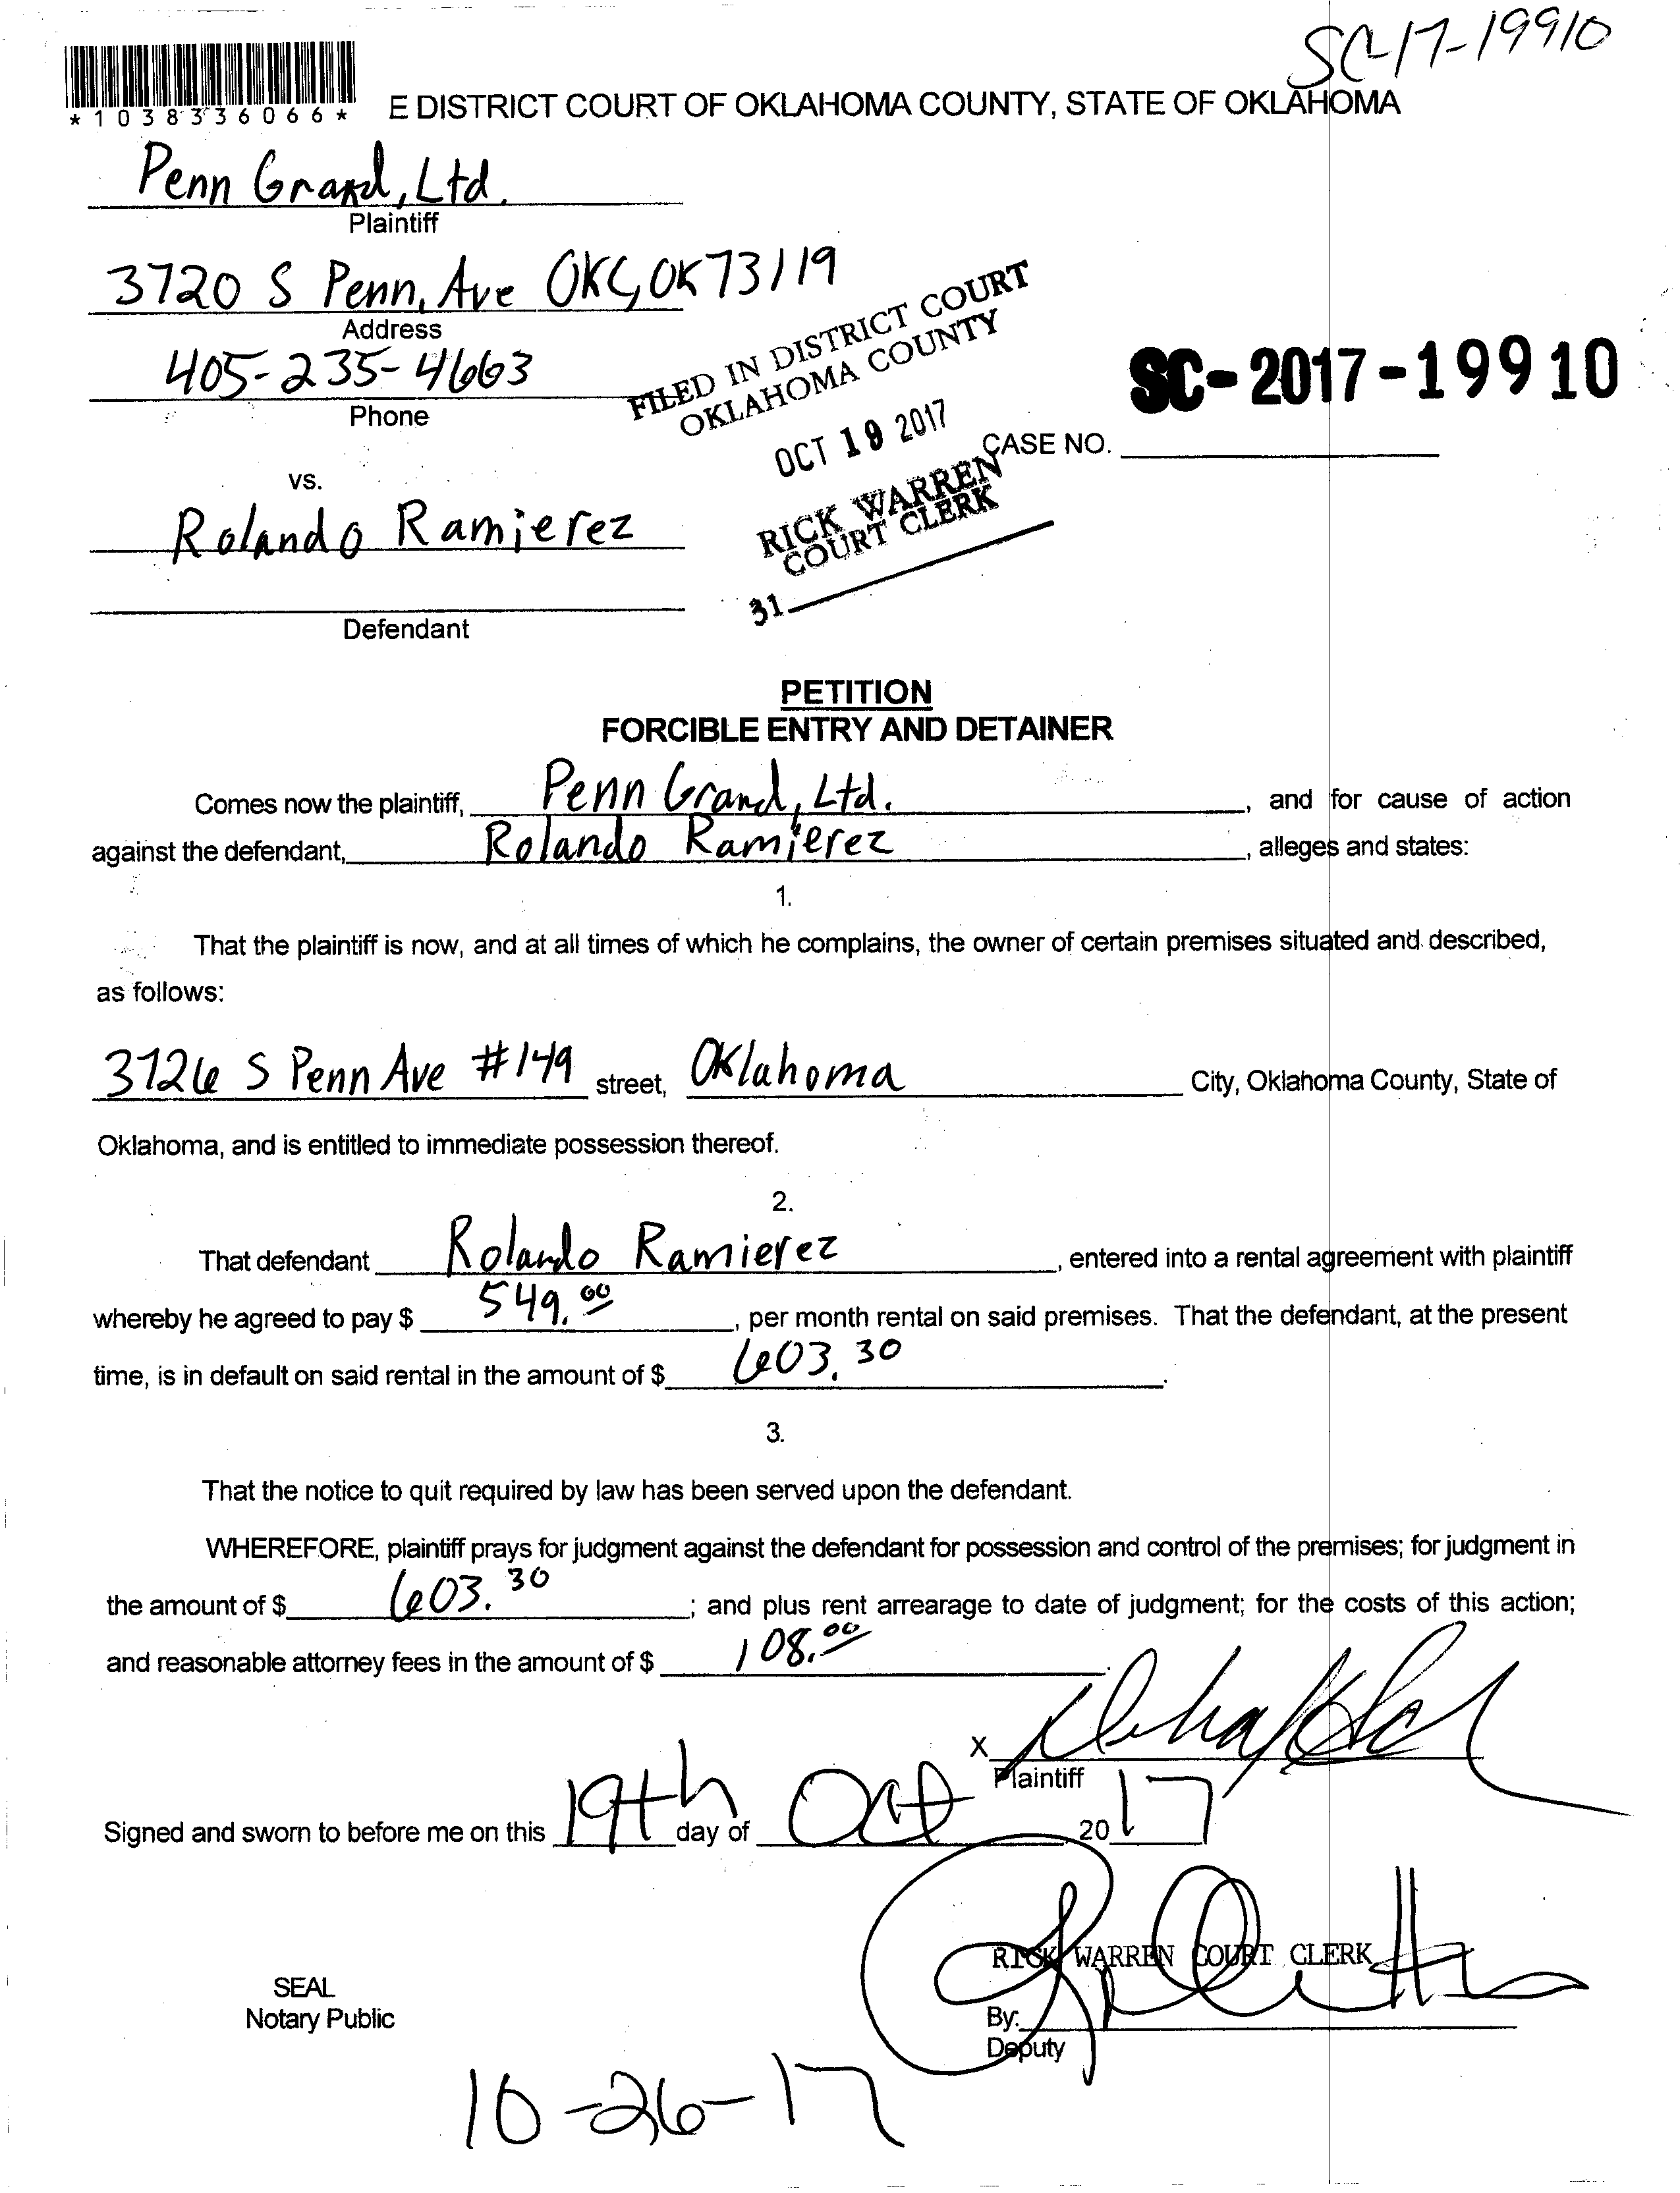 SC-17-19910
*1038336066*
E DISTRICT COURT OF OKLAHOMA COUNTY, STATE OF OKLAHOMA
Penn Grand, Ltd.
Plaintiff
3720 S Penn, Ave OKC, OK 73119
Address
405-235-4663
Phone
FILED IN DISTRICT COURT
OKLAHOMA COUNTY
OCT 19 2017
RICK WARREN
COURT CLERK
31
SC-2017-19910
CASE NO.
vs.
Rolando Ramierez
Defendant
PETITION
FORCIBLE ENTRY AND DETAINER
Comes now the plaintiff, Penn Grand, Ltd. , and for cause of action
against the defendant, Rolando Ramierez , alleges and states:
1.
That the plaintiff is now, and at all times of which he complains, the owner of certain premises situated and described,
as follows:
3726 S Penn Ave #149 street, Oklahoma City, Oklahoma County, State of
Oklahoma, and is entitled to immediate possession thereof.
2.
That defendant Rolando Ramierez , entered into a rental agreement with plaintiff
whereby he agreed to pay $ 549.00 , per month rental on said premises. That the defendant, at the present
time, is in default on said rental in the amount of $ 603.30 .
3.
That the notice to quit required by law has been served upon the defendant.
WHEREFORE, plaintiff prays for judgment against the defendant for possession and control of the premises; for judgment in
the amount of $ 603.30 ; and plus rent arrearage to date of judgment; for the costs of this action;
and reasonable attorney fees in the amount of $ 108.00 .
X
Plaintiff
Signed and sworn to before me on this 19th day of Oct , 20 17
RICK WARREN COURT CLERK
SEAL
Notary Public
By:
Deputy
10-26-17